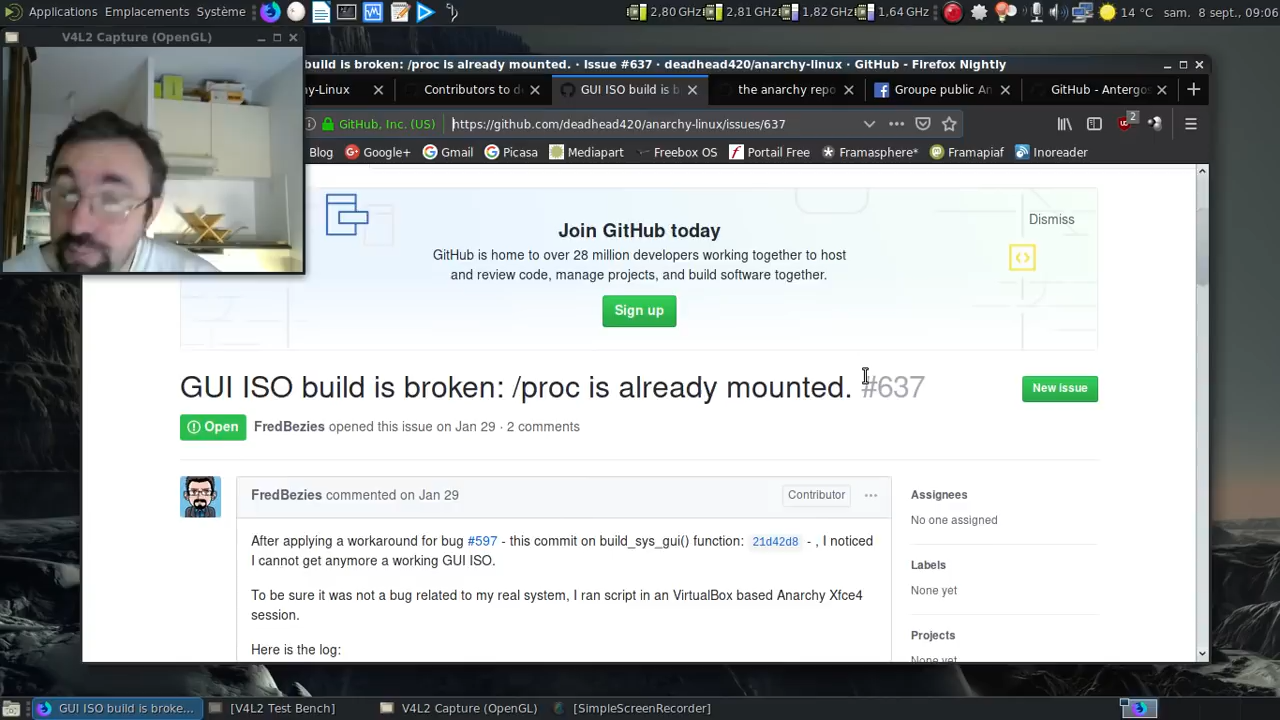 Applications Emplacements Système 2,80 GHz 2,81 GHz 1,82 GHz 1,64 GHz 14 °C sam. 8 sept., 09:06
V4L2 Capture (OpenGL)
build is broken: /proc is already mounted. · Issue #637 · deadhead420/anarchy-linux · GitHub - Firefox Nightly
hy-Linux Contributors to d GUI ISO build is b the anarchy repo Groupe public An GitHub - Antergos
GitHub, Inc. (US) https://github.com/deadhead420/anarchy-linux/issues/637 2
Blog Google+ Gmail Picasa Mediapart Freebox OS Portail Free Framasphere* Framapiaf Inoreader
Join GitHub today
Dismiss
GitHub is home to over 28 million developers working together to host
and review code, manage projects, and build software together.
Sign up
GUI ISO build is broken: /proc is already mounted. #637
New issue
Open FredBezies opened this issue on Jan 29 · 2 comments
FredBezies commented on Jan 29 Contributor
After applying a workaround for bug #597 - this commit on build_sys_gui() function: 21d42d8 - , I noticed
I cannot get anymore a working GUI ISO.
To be sure it was not a bug related to my real system, I ran script in an VirtualBox based Anarchy Xfce4
session.
Here is the log:
Assignees
No one assigned
Labels
None yet
Projects
None yet
GUI ISO build is broke... [V4L2 Test Bench] V4L2 Capture (OpenGL) [SimpleScreenRecorder]